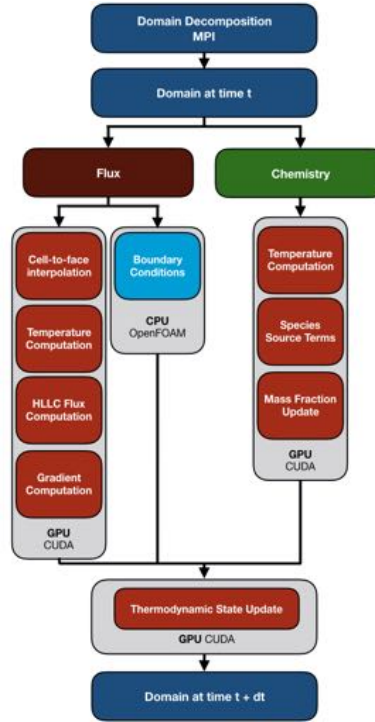 Domain Decomposition
MPI
Domain at time t
Flux
Chemistry
Cell-to-face
interpolation
Temperature
Computation
HLLC Flux
Computation
Gradient
Computation
GPU
CUDA
Boundary
Conditions
CPU
OpenFOAM
Temperature
Computation
Species
Source Terms
Mass Fraction
Update
GPU
CUDA
Thermodynamic State Update
GPU CUDA
Domain at time t + dt